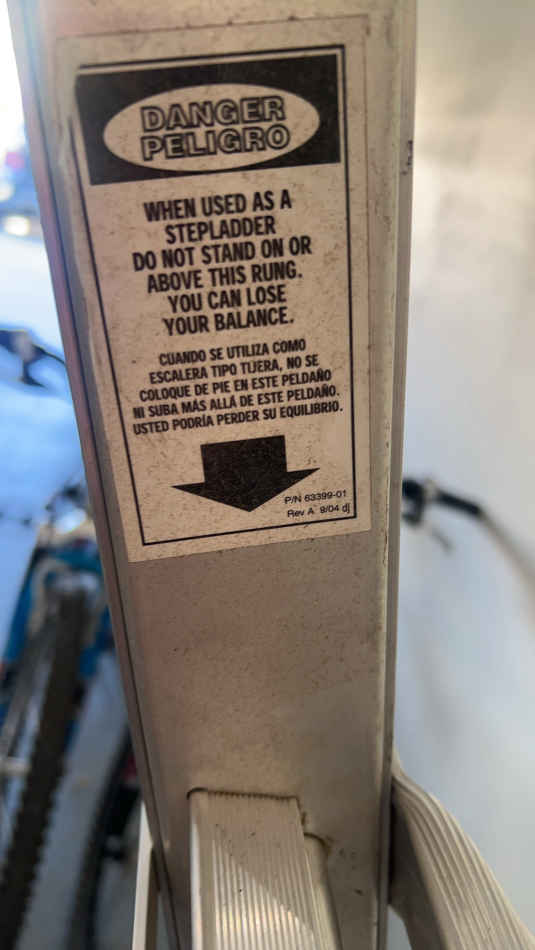 DANGER
PELIGRO
WHEN USED AS A
STEPLADDER
DO NOT STAND ON OR
ABOVE THIS RUNG.
YOU CAN LOSE
YOUR BALANCE.
CUANDO SE UTILIZA COMO
ESCALERA TIPO TIJERA, NO SE
COLOQUE DE PIE EN ESTE PELDAÑO
NI SUBA MÁS ALLÁ DE ESTE PELDAÑO.
USTED PODRÍA PERDER SU EQUILIBRIO.
P/N 63399-01
Rev A 9/04 dj